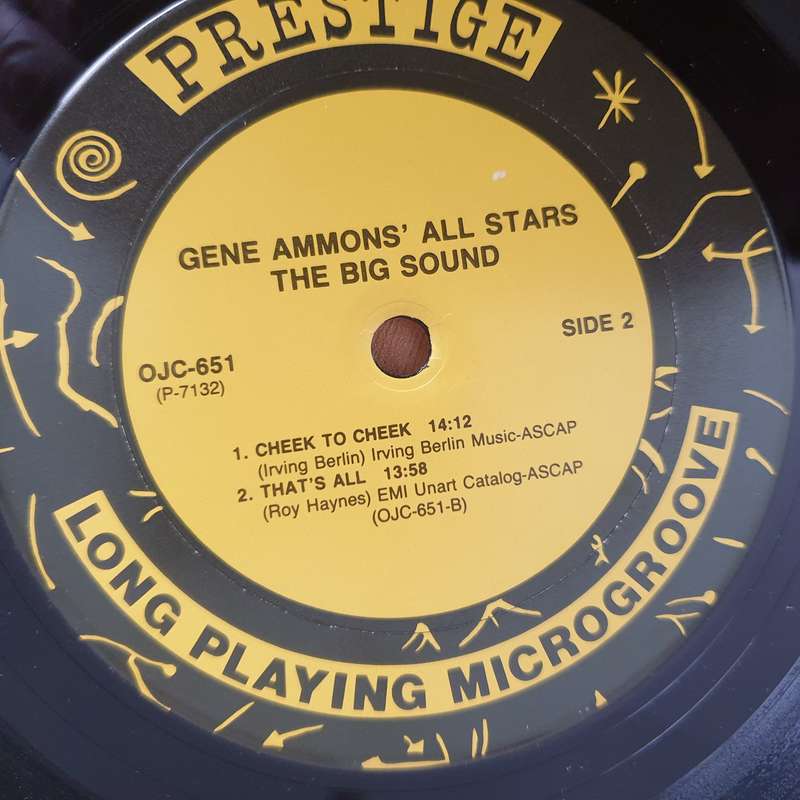 PRESTIGE
GENE AMMONS' ALL STARS
THE BIG SOUND
SIDE 2
OJC-651
(P-7132)
1. CHEEK TO CHEEK 14:12
(Irving Berlin) Irving Berlin Music-ASCAP
2. THAT'S ALL 13:58
(Roy Haynes) EMI Unart Catalog-ASCAP
(OJC-651-B)
LONG PLAYING MICROGROOVE